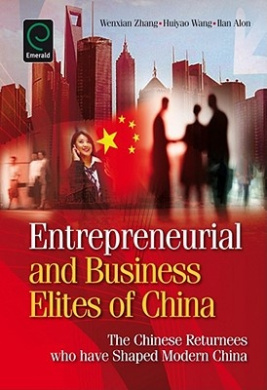 Wenxian Zhang • Huiyao Wang • Ilan Alon
Emerald
Entrepreneurial
and Business
Elites of China
The Chinese Returnees
who have Shaped Modern China